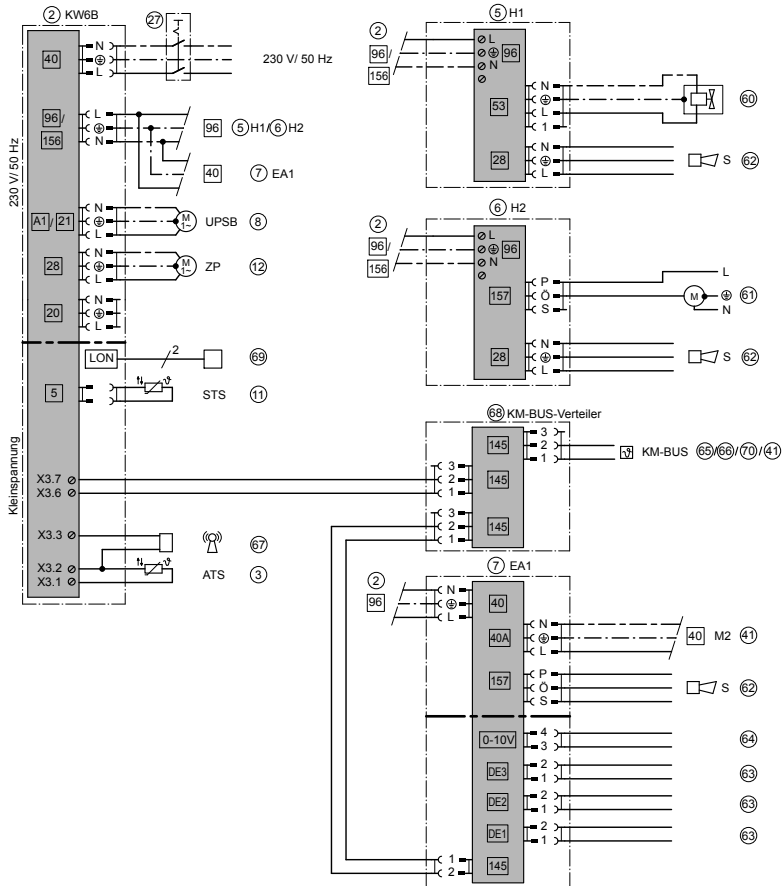 ② KW6B
230 V/ 50 Hz
Kleinspannung
40
N
L
㉗
230 V/ 50 Hz
96/
156
L
N
96 ⑤ H1/⑥ H2
40 ⑦ EA1
A1/ 21
N
L
M
1~
UPSB ⑧
28
N
L
M
1~
ZP ⑫
20
N
L
LON
2
69
5
ϑ
STS ⑪
X3.7
X3.6
X3.3
67
X3.2
X3.1
ϑ
ATS ③
⑤ H1
②
96/
156
L
96
N
53
N
L
1
60
28
N
L
S 62
⑥ H2
②
96/
156
L
96
N
157
P
Ö
S
M
L
N
61
28
N
L
S 62
68 KM-BUS-Verteiler
145
3
2
1
ϑ KM-BUS 65/66/70/41
145
3
2
1
145
3
2
1
⑦ EA1
②
96
N
L
40
40A
N
L
40 M2 41
157
P
Ö
S
S 62
0-10V
4
3
64
DE3
2
1
63
DE2
2
1
63
DE1
2
1
63
145
1
2